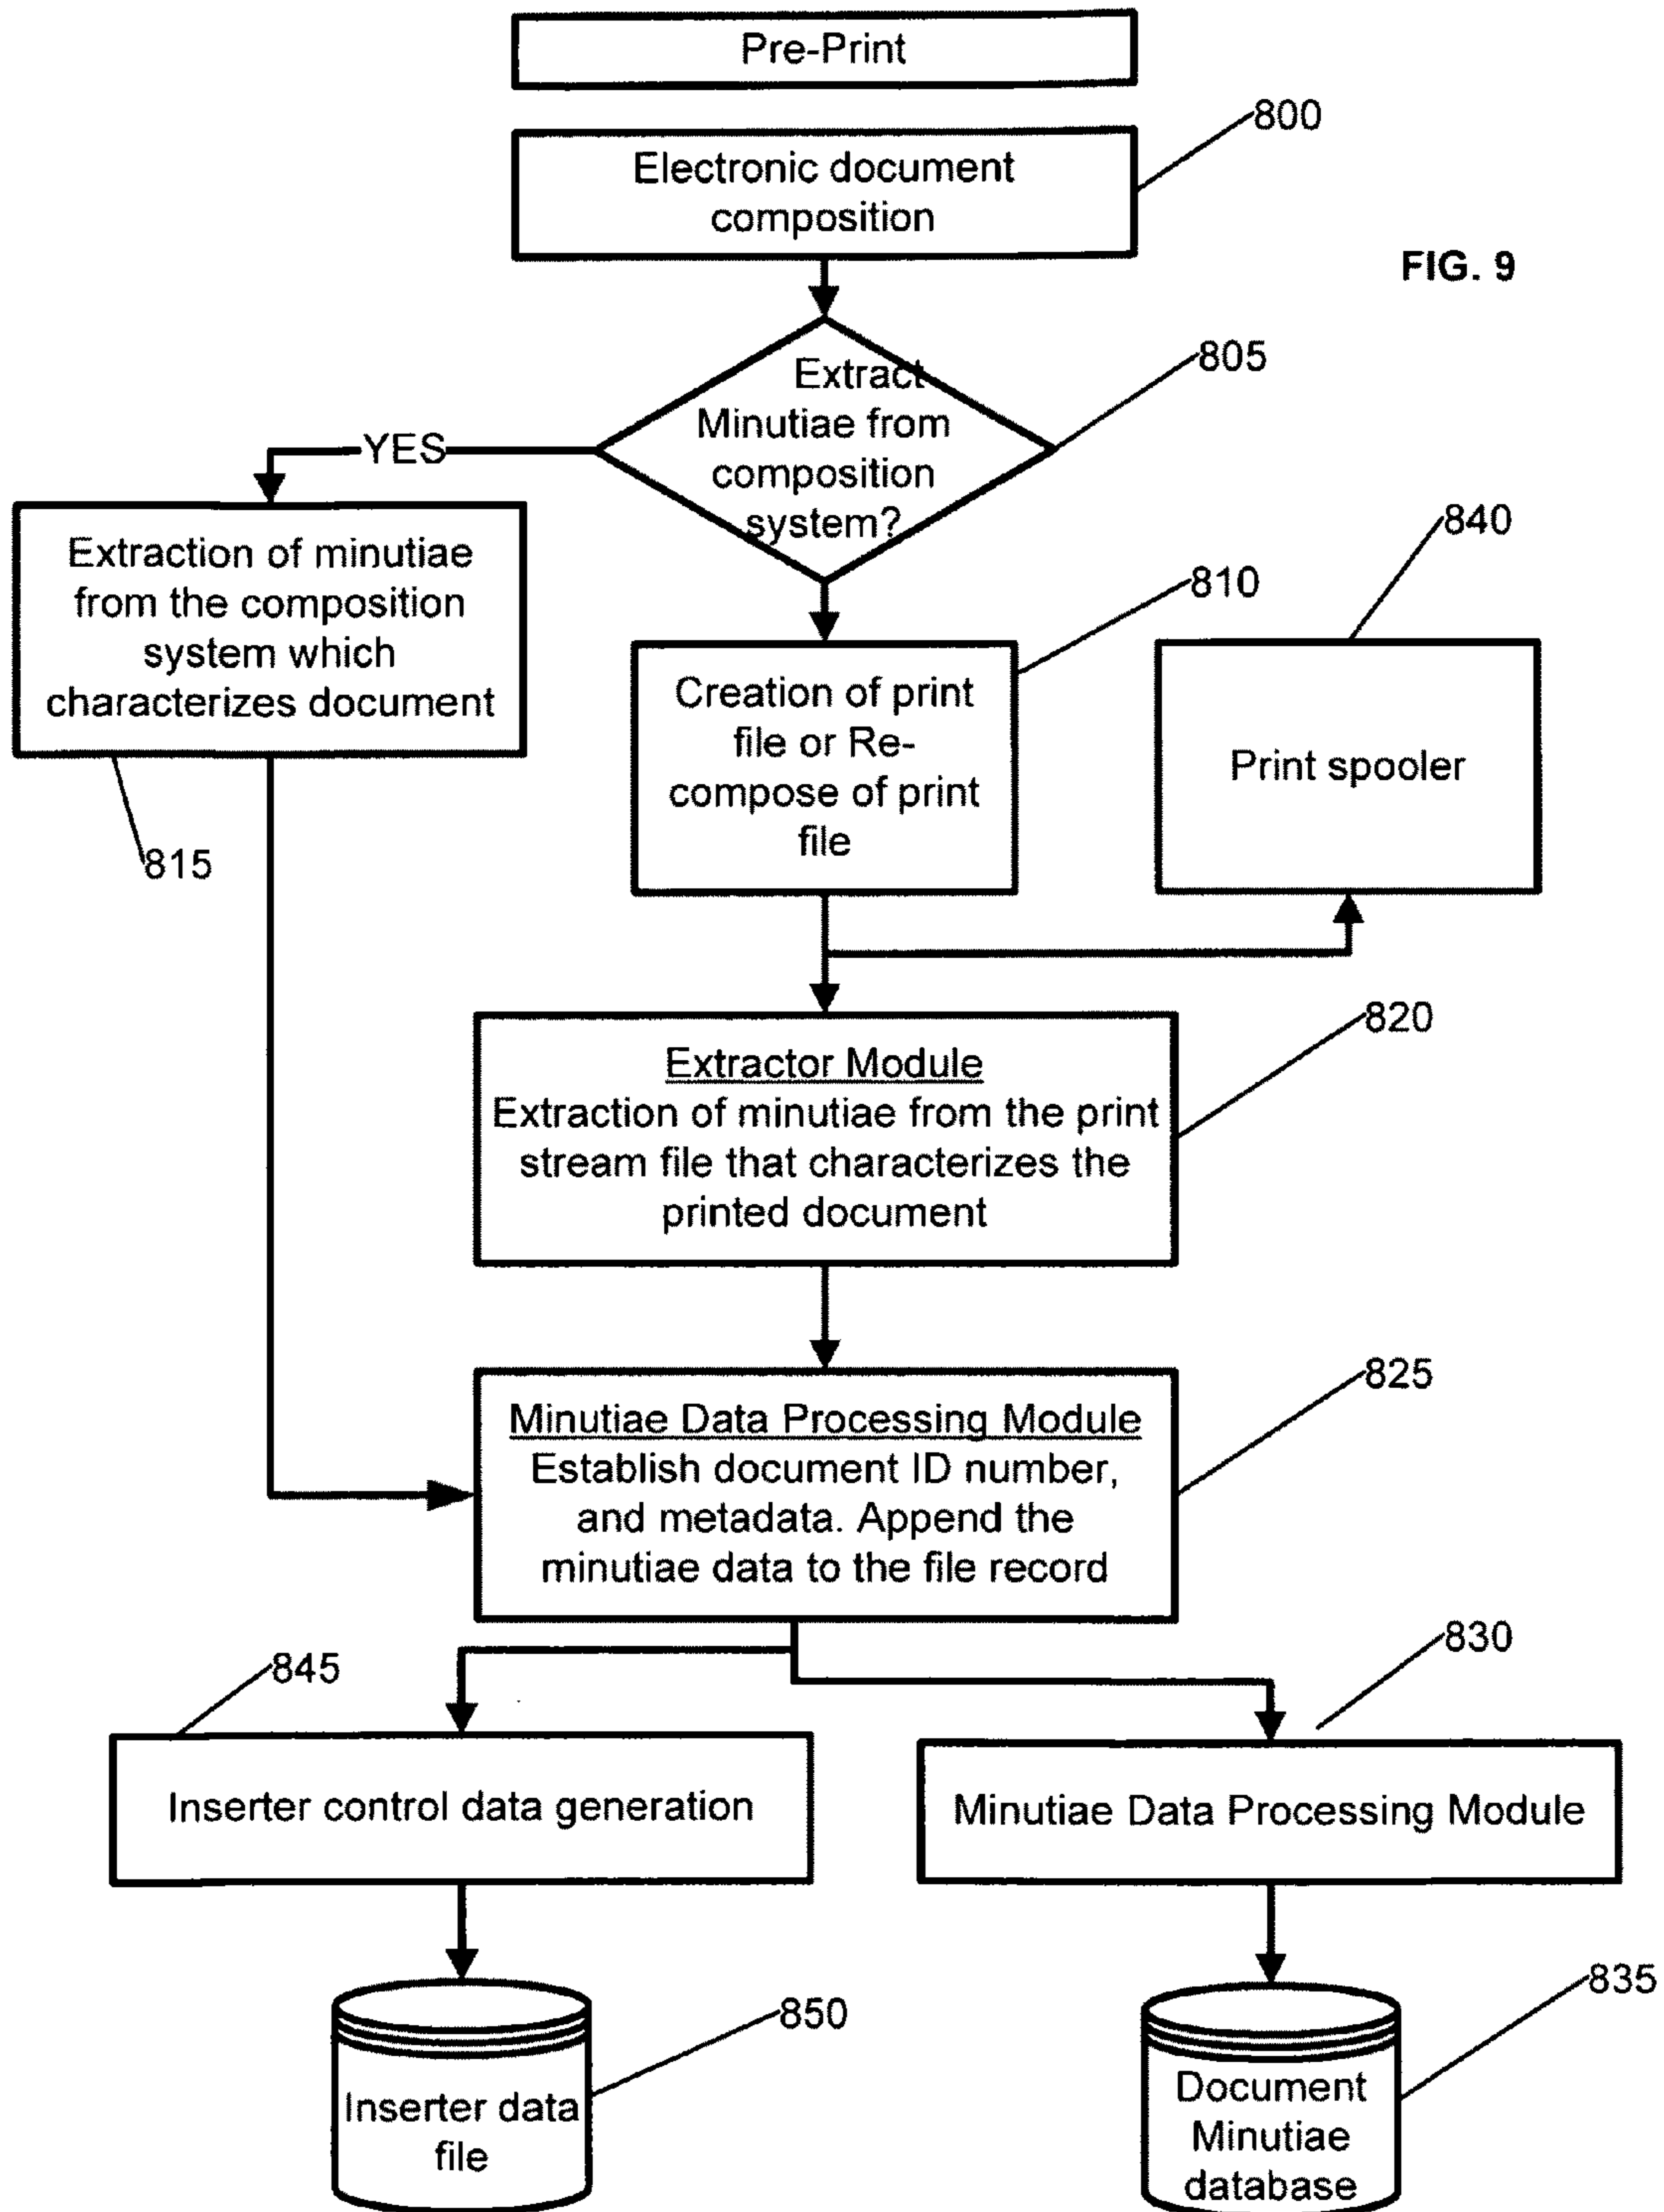 Pre-Print
800
Electronic document
composition
FIG. 9
805
Extract
Minutiae from
composition
system?
YES
840
Extraction of minutiae
from the composition
system which
characterizes document
810
Creation of print
file or Re-
compose of print
file
Print spooler
815
820
Extractor Module
Extraction of minutiae from the print
stream file that characterizes the
printed document
825
Minutiae Data Processing Module
Establish document ID number,
and metadata. Append the
minutiae data to the file record
830
845
Inserter control data generation
Minutiae Data Processing Module
835
850
Inserter data
file
Document
Minutiae
database